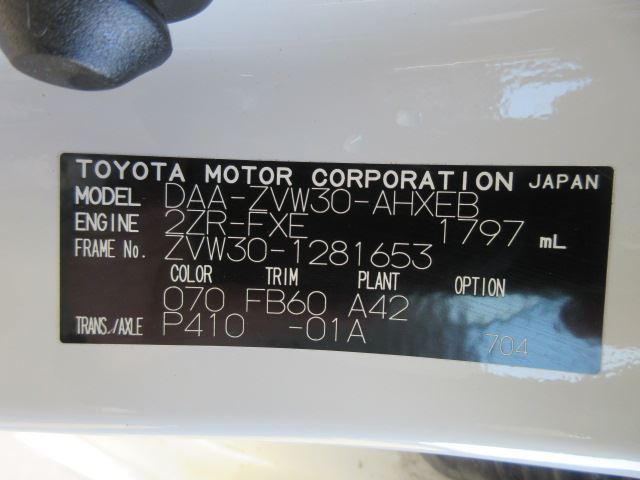 TOYOTA MOTOR CORPORATION JAPAN
MODEL DAA-ZVW30-AHXEB
ENGINE 2ZR-FXE 1797 mL
FRAME No. ZVW30-1281653
COLOR TRIM PLANT OPTION
070 FB60 A42
TRANS./AXLE P410 -01A
704